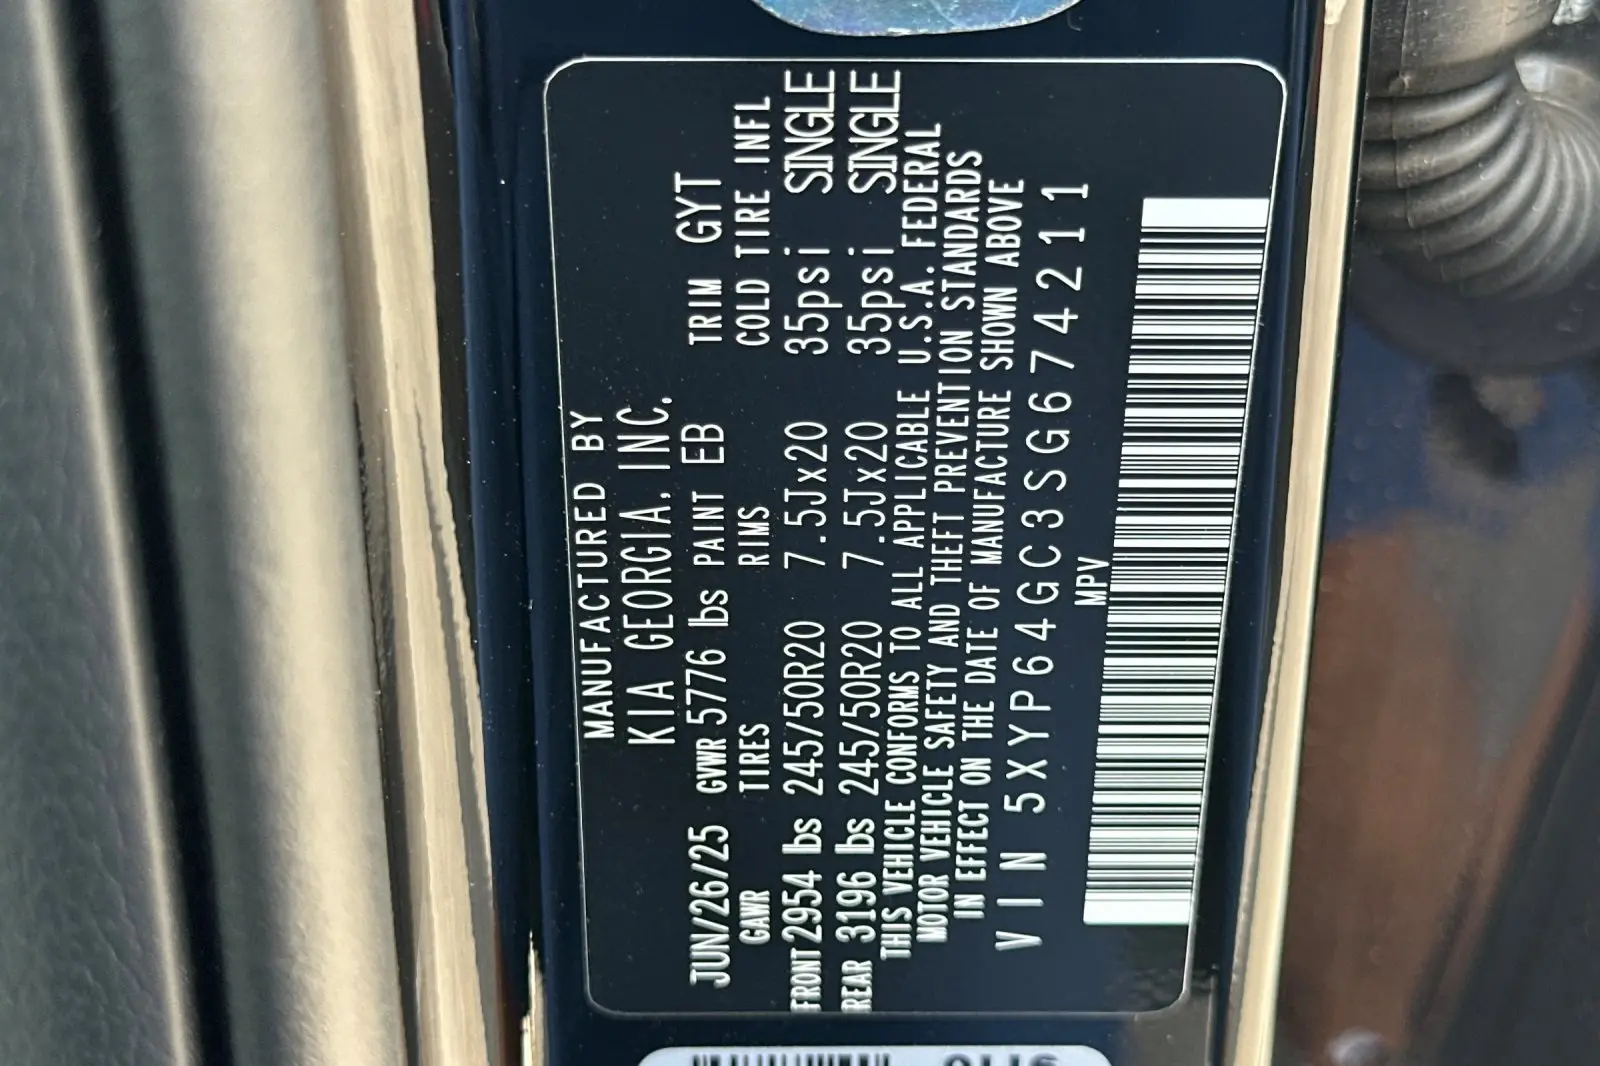 MANUFACTURED BY
KIA GEORGIA, INC.
JUN/26/25 GVWR 5776 lbs PAINT EB TRIM GYT
GAWR TIRES RIMS COLD TIRE INFL
FRONT 2954 lbs 245/50R20 7.5Jx20 35psi SINGLE
REAR 3196 lbs 245/50R20 7.5Jx20 35psi SINGLE
THIS VEHICLE CONFORMS TO ALL APPLICABLE U.S.A. FEDERAL
MOTOR VEHICLE SAFETY AND THEFT PREVENTION STANDARDS
IN EFFECT ON THE DATE OF MANUFACTURE SHOWN ABOVE
VIN 5XYP64GC3SG674211
MPV